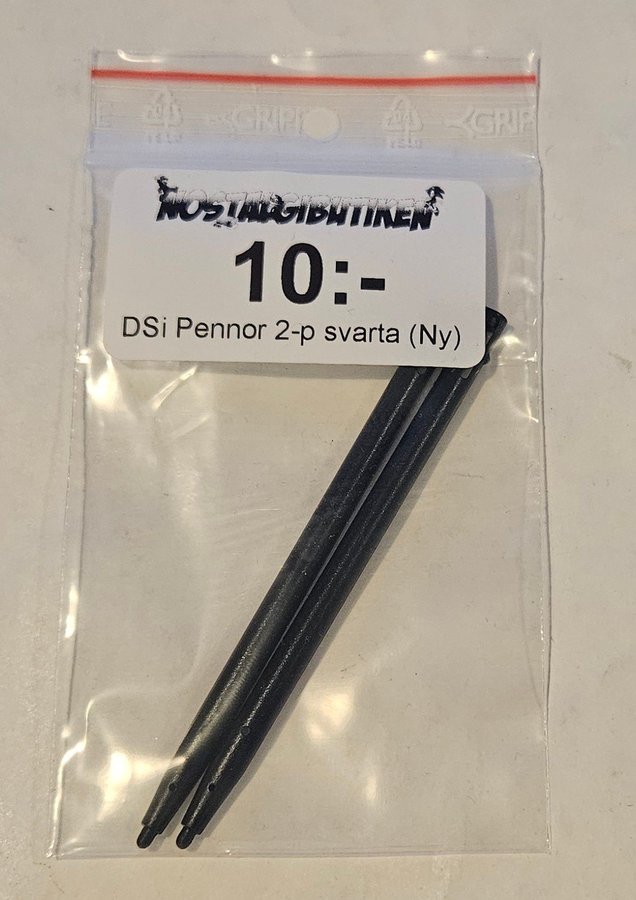 GRIP GRIP
NOSTALGIBUTIKEN
10:-
DSi Pennor 2-p svarta (Ny)